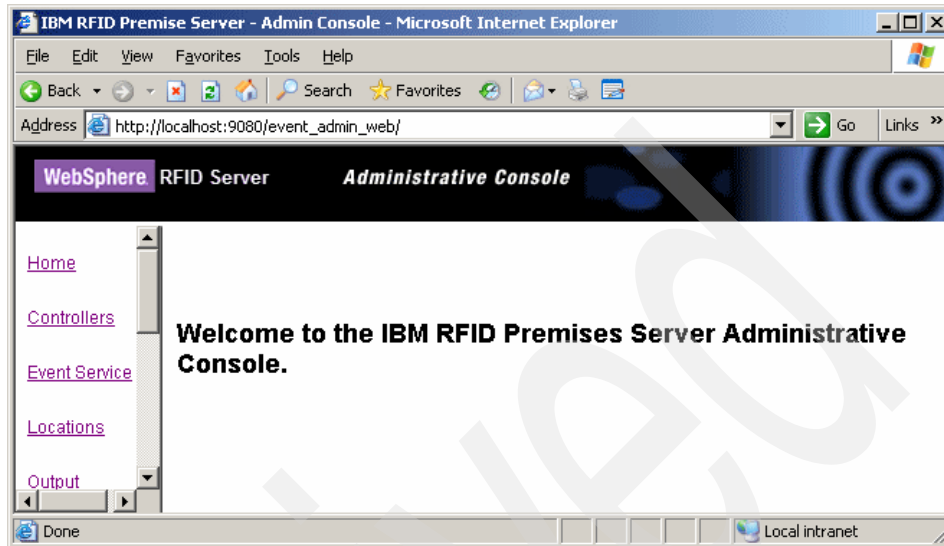 IBM RFID Premise Server - Admin Console - Microsoft Internet Explorer
File Edit View Favorites Tools Help
Back Search Favorites
Address http://localhost:9080/event_admin_web/ Go Links »
WebSphere. RFID Server Administrative Console
Home
Controllers
Welcome to the IBM RFID Premises Server Administrative
Console.
Event Service
Locations
Output
Done Local intranet